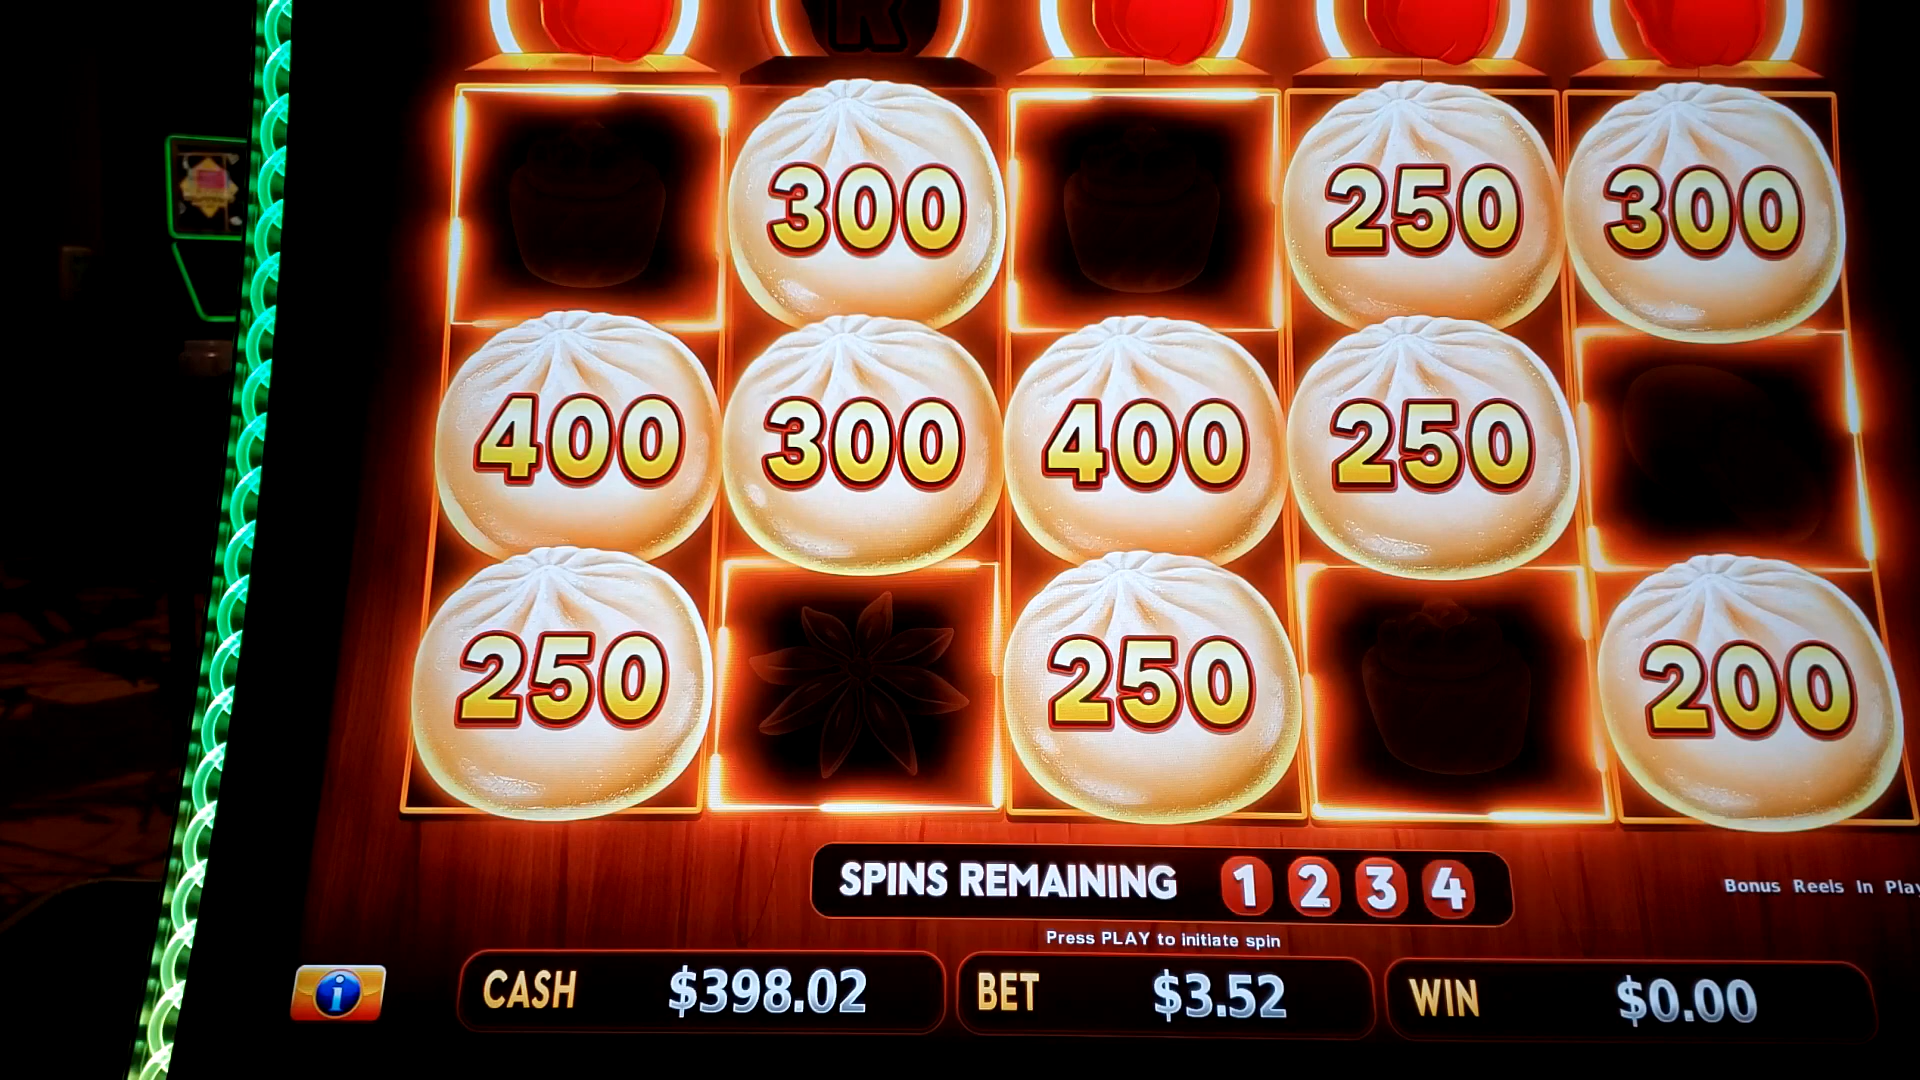 K
300 250 300
400 300 400 250
250 250 200
SPINS REMAINING 1 2 3 4
Bonus Reels In Play
Press PLAY to initiate spin
i
CASH $398.02 BET $3.52 WIN $0.00